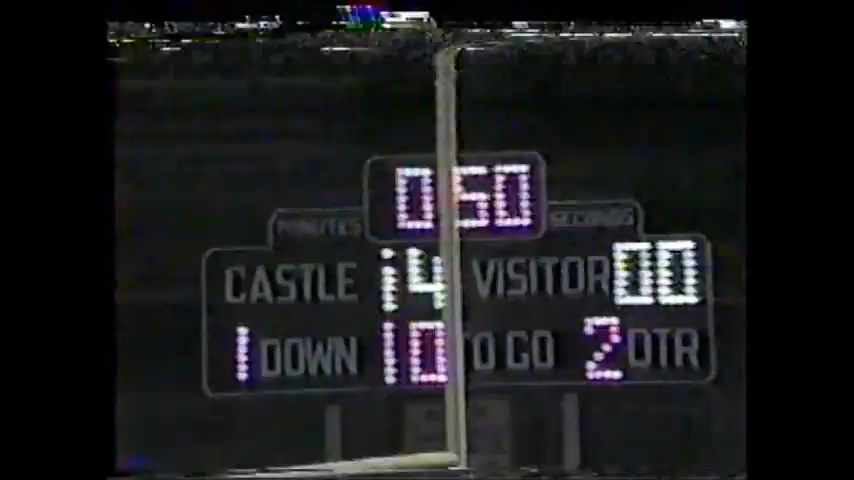 0 50
MINUTES SECONDS
CASTLE 14 VISITOR 00
1 DOWN 10 TO GO 2 QTR